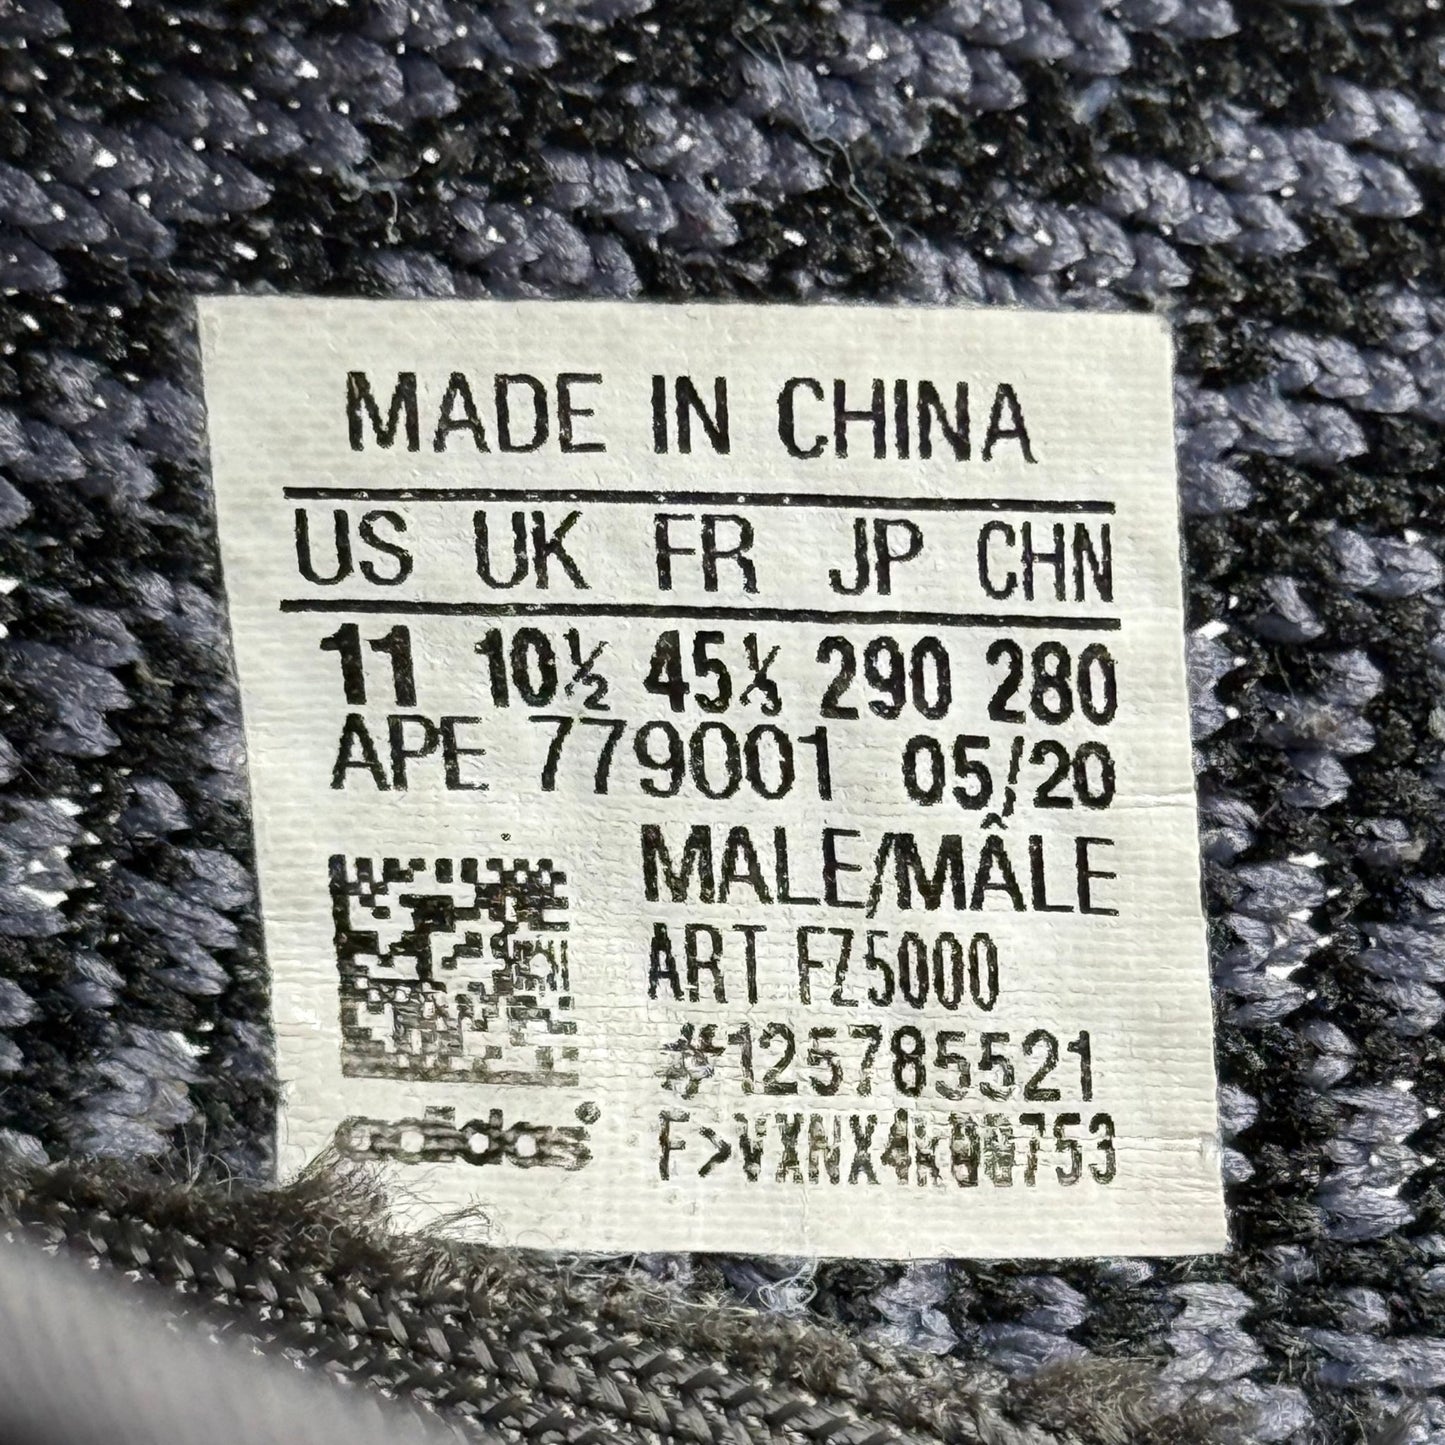 MADE IN CHINA
US UK FR JP CHN
11 10½ 45⅓ 290 280
APE 779001 05/20
MALE/MÂLE
ART FZ5000
#125785521
adidas